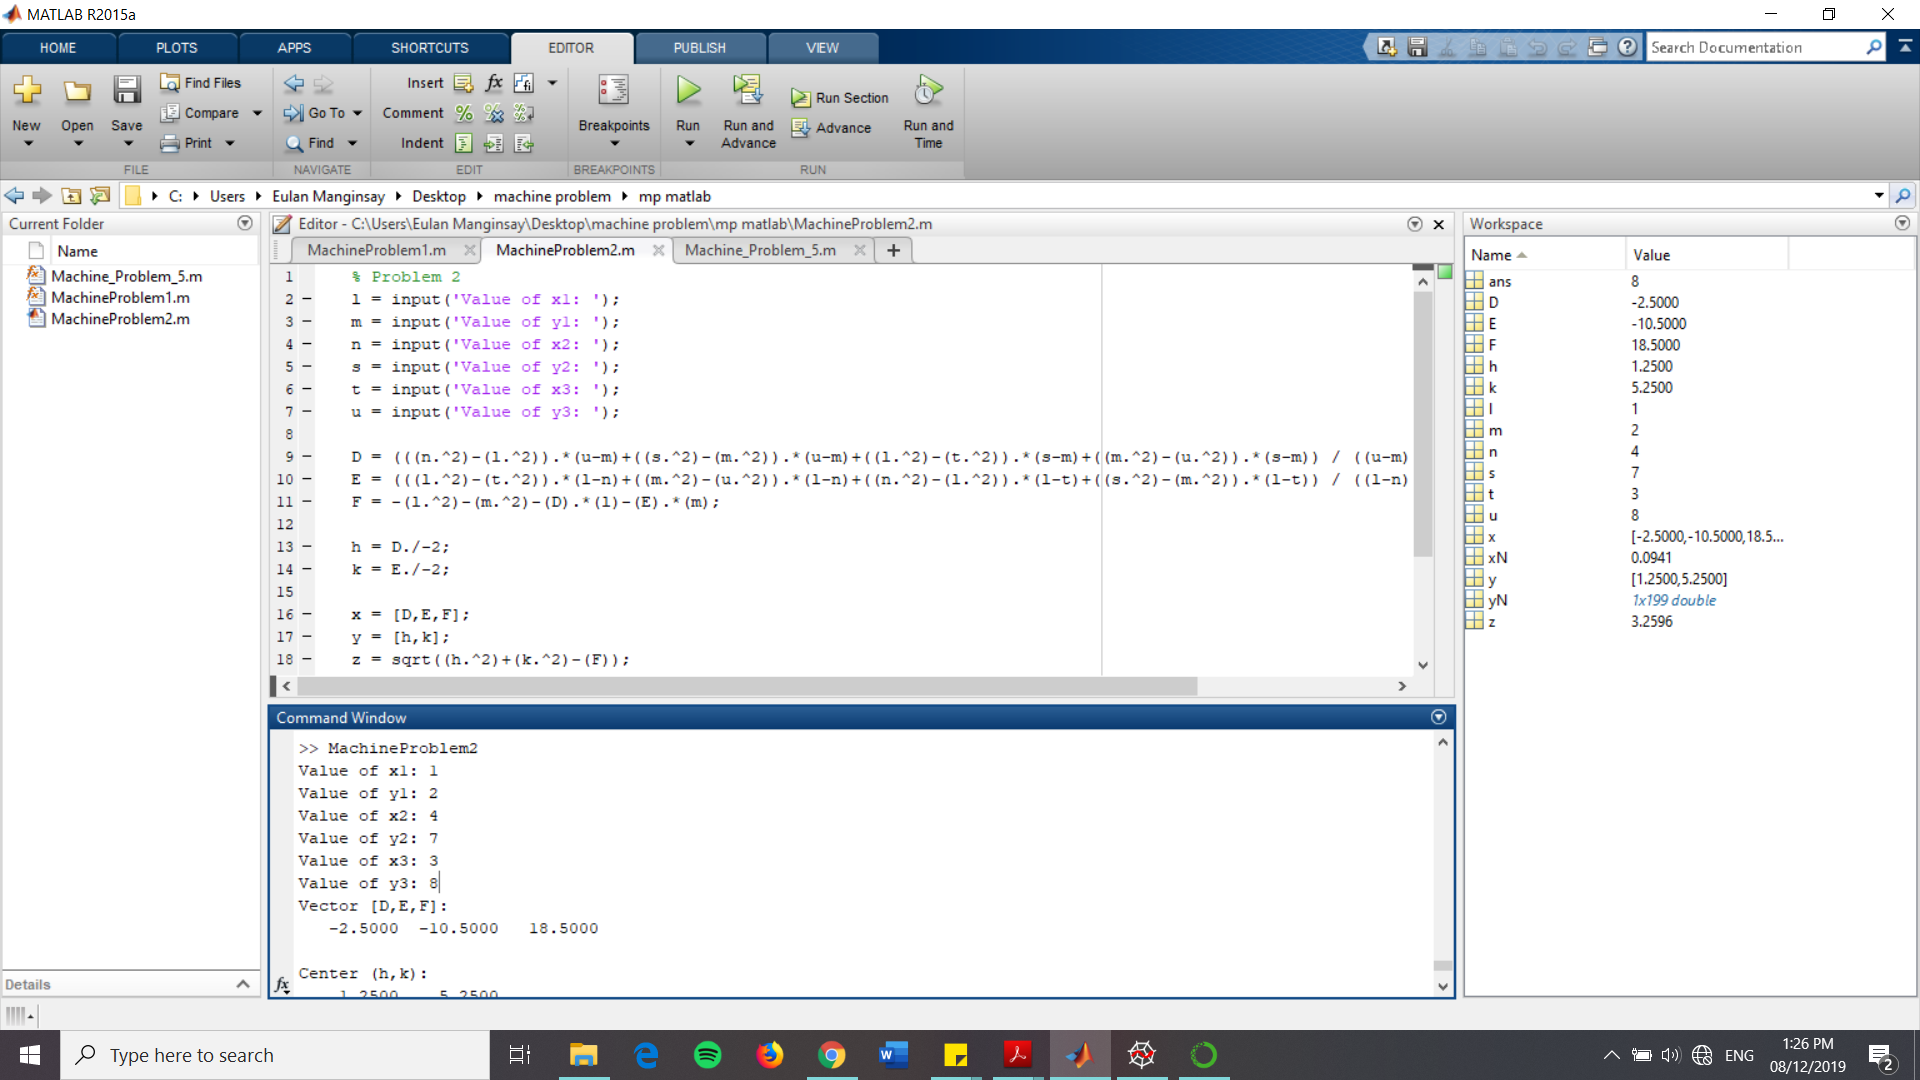 MATLAB R2015a
HOME PLOTS APPS SHORTCUTS EDITOR PUBLISH VIEW
Search Documentation
New Open Save Find Files Compare Print
FILE
Go To Find
NAVIGATE
Insert fx
Comment
Indent
EDIT
Breakpoints
BREAKPOINTS
Run Run and Advance Run Section Advance Run and Time
RUN
C: Users Eulan Manginsay Desktop machine problem mp matlab
Current Folder
Name
Machine_Problem_5.m
MachineProblem1.m
MachineProblem2.m
Details
Editor - C:\Users\Eulan Manginsay\Desktop\machine problem\mp matlab\MachineProblem2.m
MachineProblem1.m MachineProblem2.m Machine_Problem_5.m +
1 % Problem 2
2 – l = input('Value of x1: ');
3 – m = input('Value of y1: ');
4 – n = input('Value of x2: ');
5 – s = input('Value of y2: ');
6 – t = input('Value of x3: ');
7 – u = input('Value of y3: ');
8
9 – D = (((n.^2)-(l.^2)).*(u-m)+((s.^2)-(m.^2)).*(u-m)+((l.^2)-(t.^2)).*(s-m)+((m.^2)-(u.^2)).*(s-m)) / ((u-m)
10 – E = (((l.^2)-(t.^2)).*(l-n)+((m.^2)-(u.^2)).*(l-n)+((n.^2)-(l.^2)).*(l-t)+((s.^2)-(m.^2)).*(l-t)) / ((l-n)
11 – F = -(l.^2)-(m.^2)-(D).*(l)-(E).*(m);
12
13 – h = D./-2;
14 – k = E./-2;
15
16 – x = [D,E,F];
17 – y = [h,k];
18 – z = sqrt((h.^2)+(k.^2)-(F));
Command Window
>> MachineProblem2
Value of x1: 1
Value of y1: 2
Value of x2: 4
Value of y2: 7
Value of x3: 3
Value of y3: 8
Vector [D,E,F]:
-2.5000 -10.5000 18.5000
Center (h,k):
1.2500 5.2500
fx
Workspace
Name Value
ans 8
D -2.5000
E -10.5000
F 18.5000
h 1.2500
k 5.2500
l 1
m 2
n 4
s 7
t 3
u 8
x [-2.5000,-10.5000,18.5...
xN 0.0941
y [1.2500,5.2500]
yN 1x199 double
z 3.2596
Type here to search
ENG
1:26 PM
08/12/2019
2